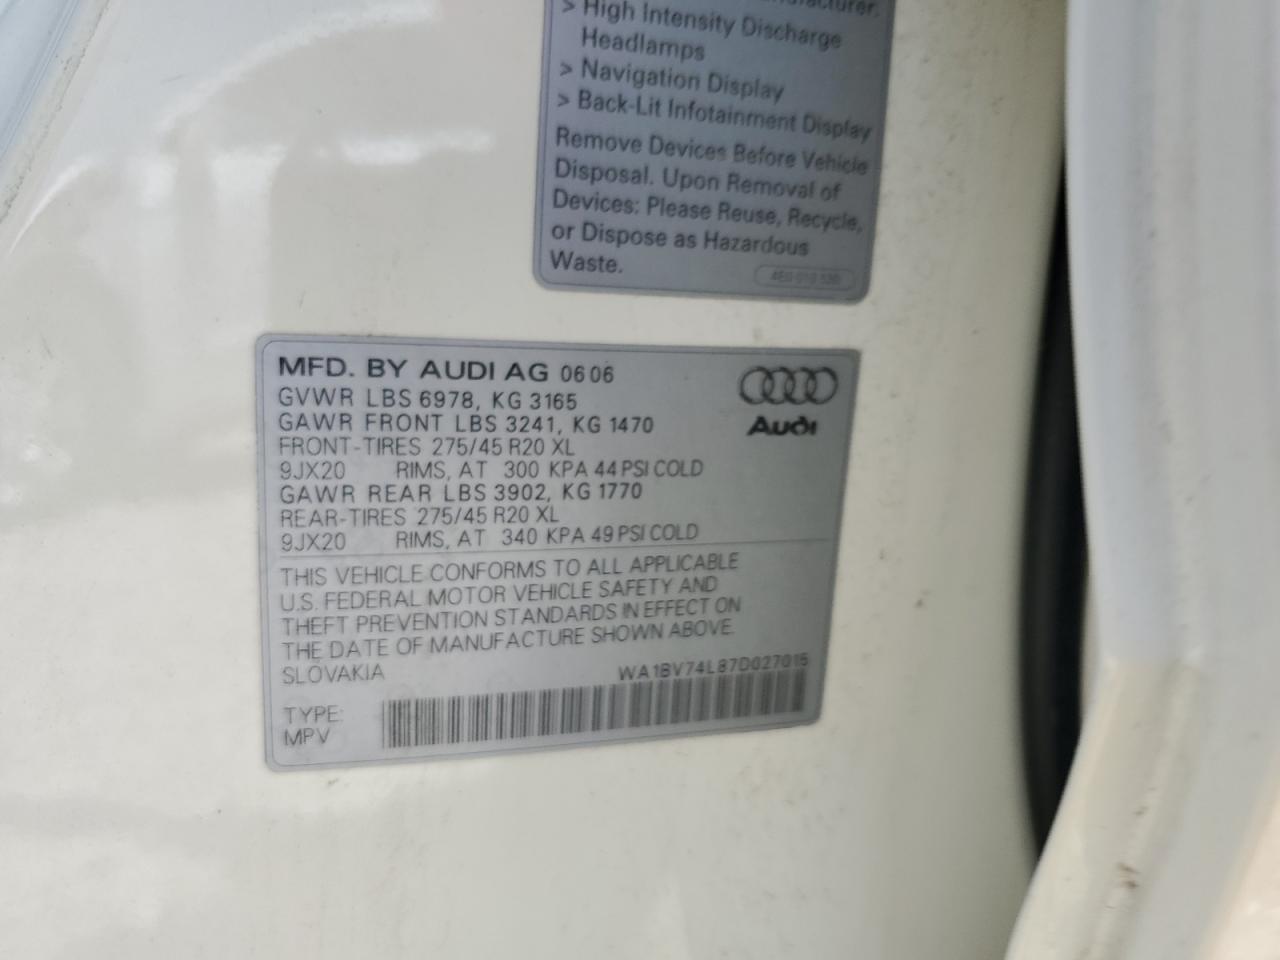 > High Intensity Discharge
Headlamps
> Navigation Display
> Back-Lit Infotainment Display
Remove Devices Before Vehicle
Disposal. Upon Removal of
Devices: Please Reuse, Recycle,
or Dispose as Hazardous
Waste.
MFD. BY AUDI AG 06 06
GVWR LBS 6978, KG 3165
GAWR FRONT LBS 3241, KG 1470
FRONT-TIRES 275/45 R20 XL
9JX20 RIMS, AT 300 KPA 44 PSI COLD
GAWR REAR LBS 3902, KG 1770
REAR-TIRES 275/45 R20 XL
9JX20 RIMS, AT 340 KPA 49 PSI COLD
Audi
THIS VEHICLE CONFORMS TO ALL APPLICABLE
U.S. FEDERAL MOTOR VEHICLE SAFETY AND
THEFT PREVENTION STANDARDS IN EFFECT ON
THE DATE OF MANUFACTURE SHOWN ABOVE.
SLOVAKIA WA1BV74L87D027015
TYPE:
MPV